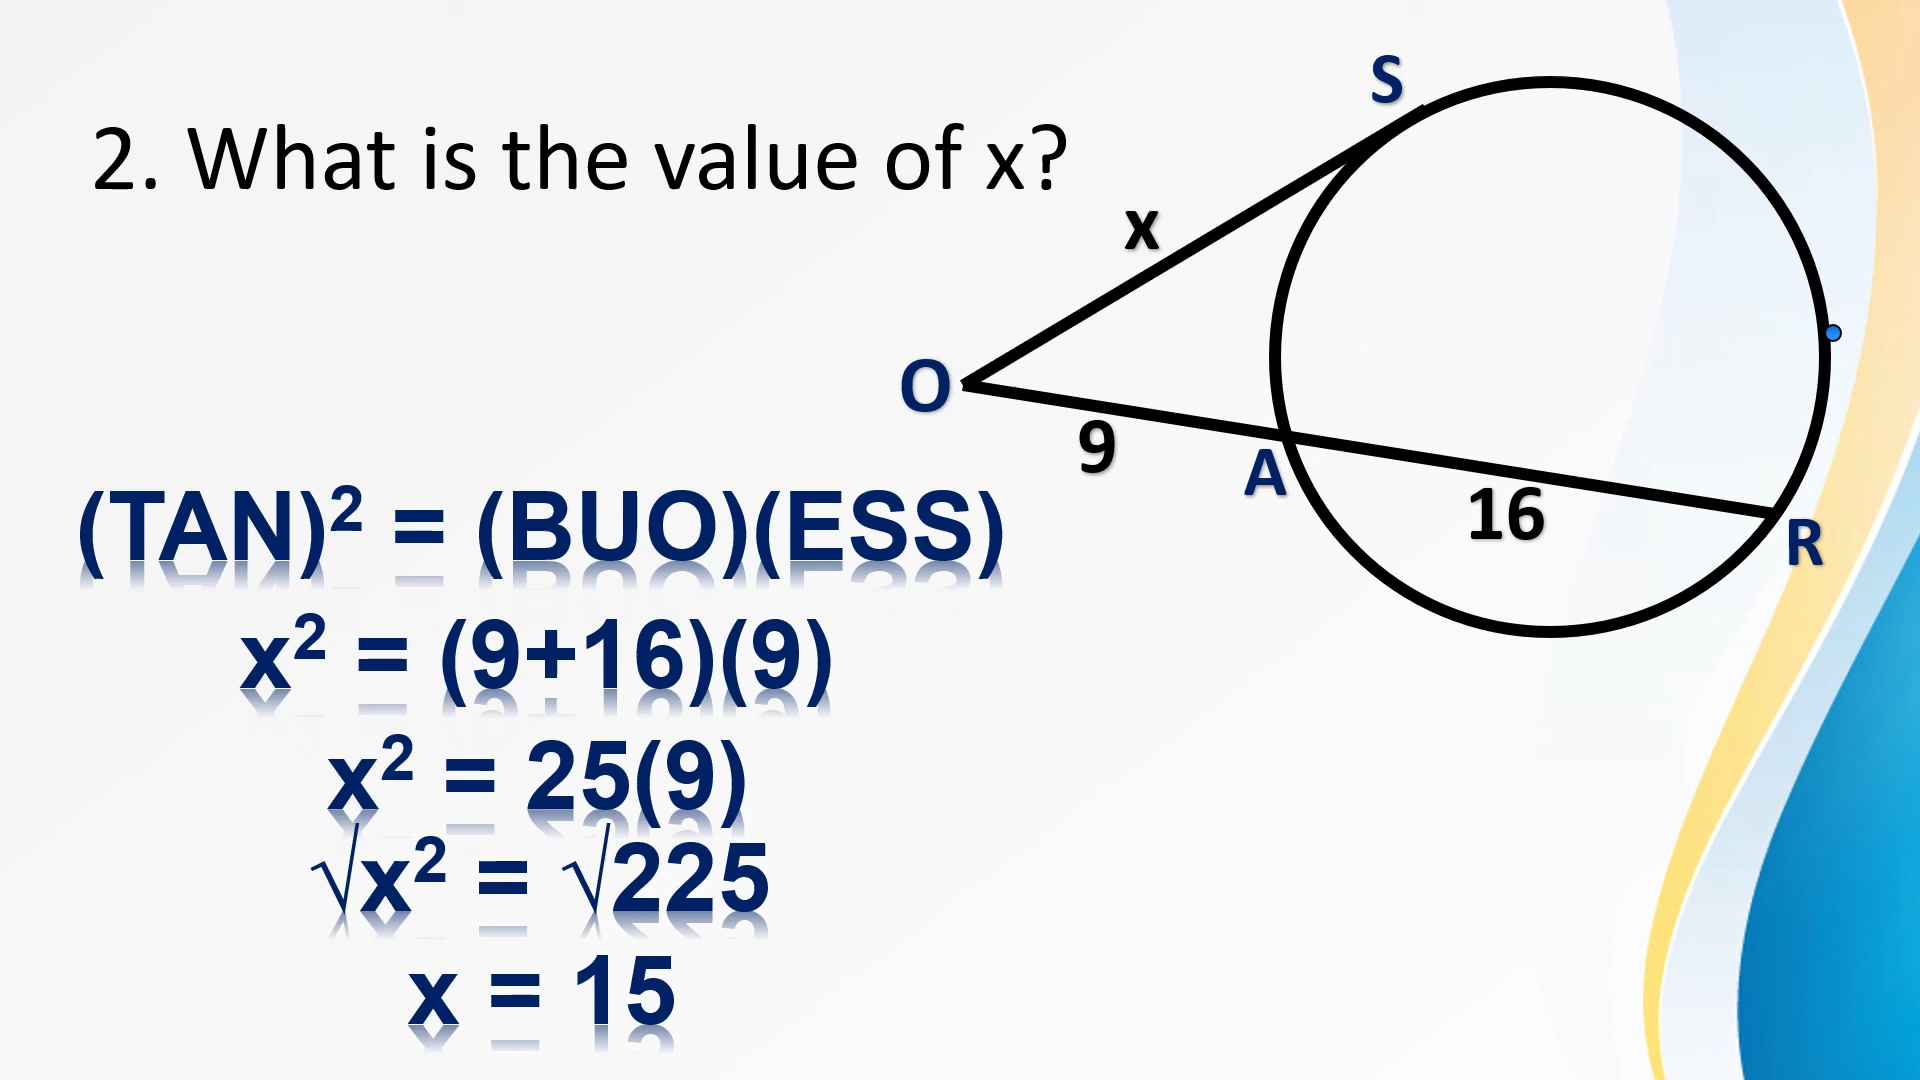 2. What is the value of x?
S
x
O
9
A
16
R
(TAN)² = (BUO)(ESS)
x² = (9+16)(9)
x² = 25(9)
√x² = √225
x = 15